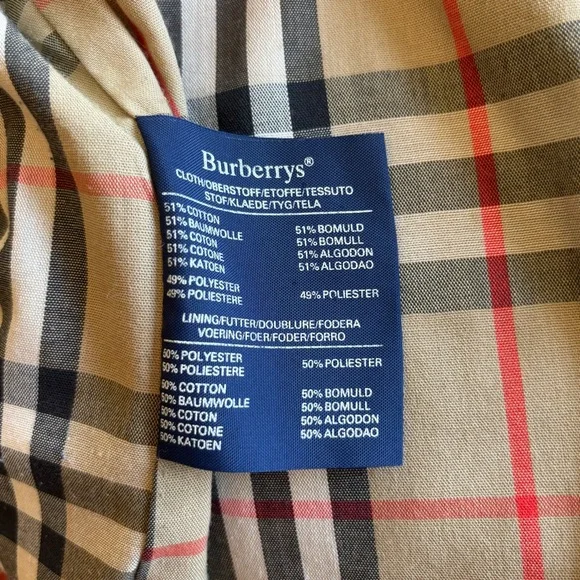 Burberrys®
CLOTH/OBERSTOFF/ETOFFE/TESSUTO
STOF/KLAEDE/TYG/TELA
51% COTTON
51% BAUMWOLLE 51% BOMULD
51% COTON 51% BOMULL
51% COTONE 51% ALGODON
51% KATOEN 51% ALGODAO
49% POLYESTER
49% POLIESTERE 49% POLIESTER
LINING/FUTTER/DOUBLURE/FODERA
VOERING/FOER/FODER/FORRO
50% POLYESTER 50% POLIESTER
50% POLIESTERE
50% COTTON 50% BOMULD
50% BAUMWOLLE 50% BOMULL
50% COTON 50% ALGODON
50% COTONE 50% ALGODAO
50% KATOEN